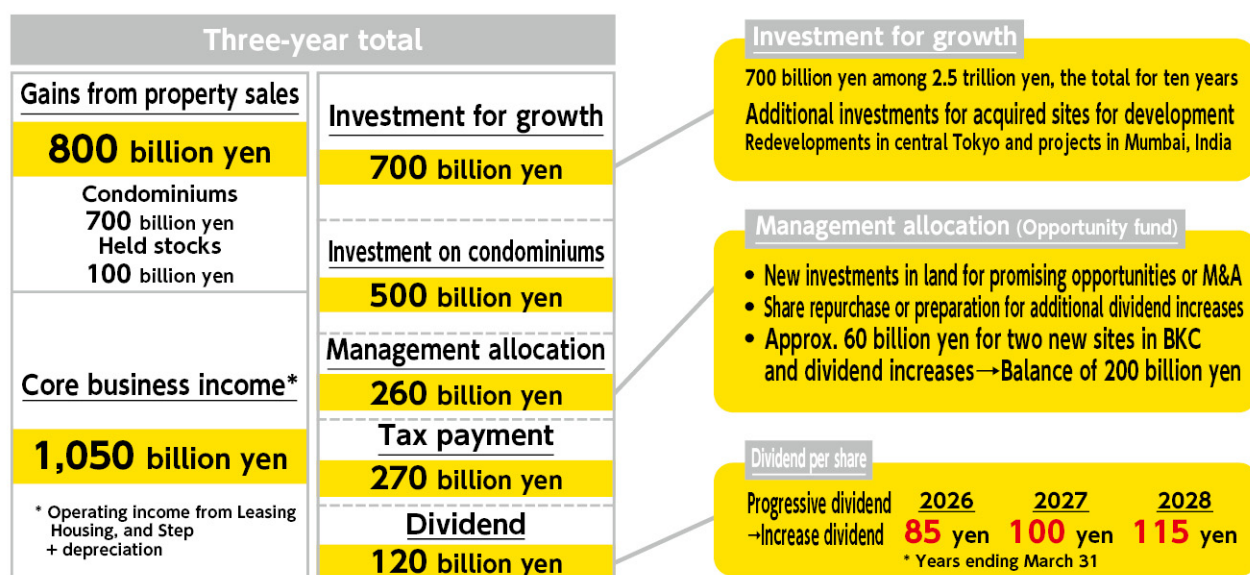 Three-year total
Gains from property sales
800 billion yen
Condominiums
700 billion yen
Held stocks
100 billion yen
Core business income*
1,050 billion yen
* Operating income from Leasing
Housing, and Step
+ depreciation
Investment for growth
700 billion yen
Investment on condominiums
500 billion yen
Management allocation
260 billion yen
Tax payment
270 billion yen
Dividend
120 billion yen
Investment for growth
700 billion yen among 2.5 trillion yen, the total for ten years
Additional investments for acquired sites for development
Redevelopments in central Tokyo and projects in Mumbai, India
Management allocation (Opportunity fund)
• New investments in land for promising opportunities or M&A
• Share repurchase or preparation for additional dividend increases
• Approx. 60 billion yen for two new sites in BKC
and dividend increases→Balance of 200 billion yen
Dividend per share
Progressive dividend 2026 2027 2028
→Increase dividend 85 yen 100 yen 115 yen
* Years ending March 31